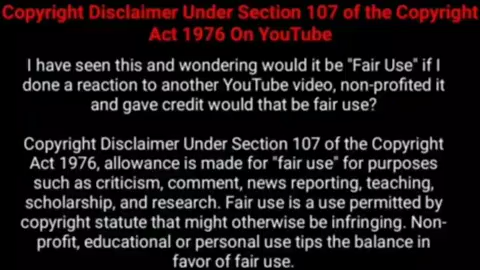 Copyright Disclaimer Under Section 107 of the Copyright
Act 1976 On YouTube
I have seen this and wondering would it be "Fair Use" if I
done a reaction to another YouTube video, non-profited it
and gave credit would that be fair use?
Copyright Disclaimer Under Section 107 of the Copyright
Act 1976, allowance is made for "fair use" for purposes
such as criticism, comment, news reporting, teaching,
scholarship, and research. Fair use is a use permitted by
copyright statute that might otherwise be infringing. Non-
profit, educational or personal use tips the balance in
favor of fair use.